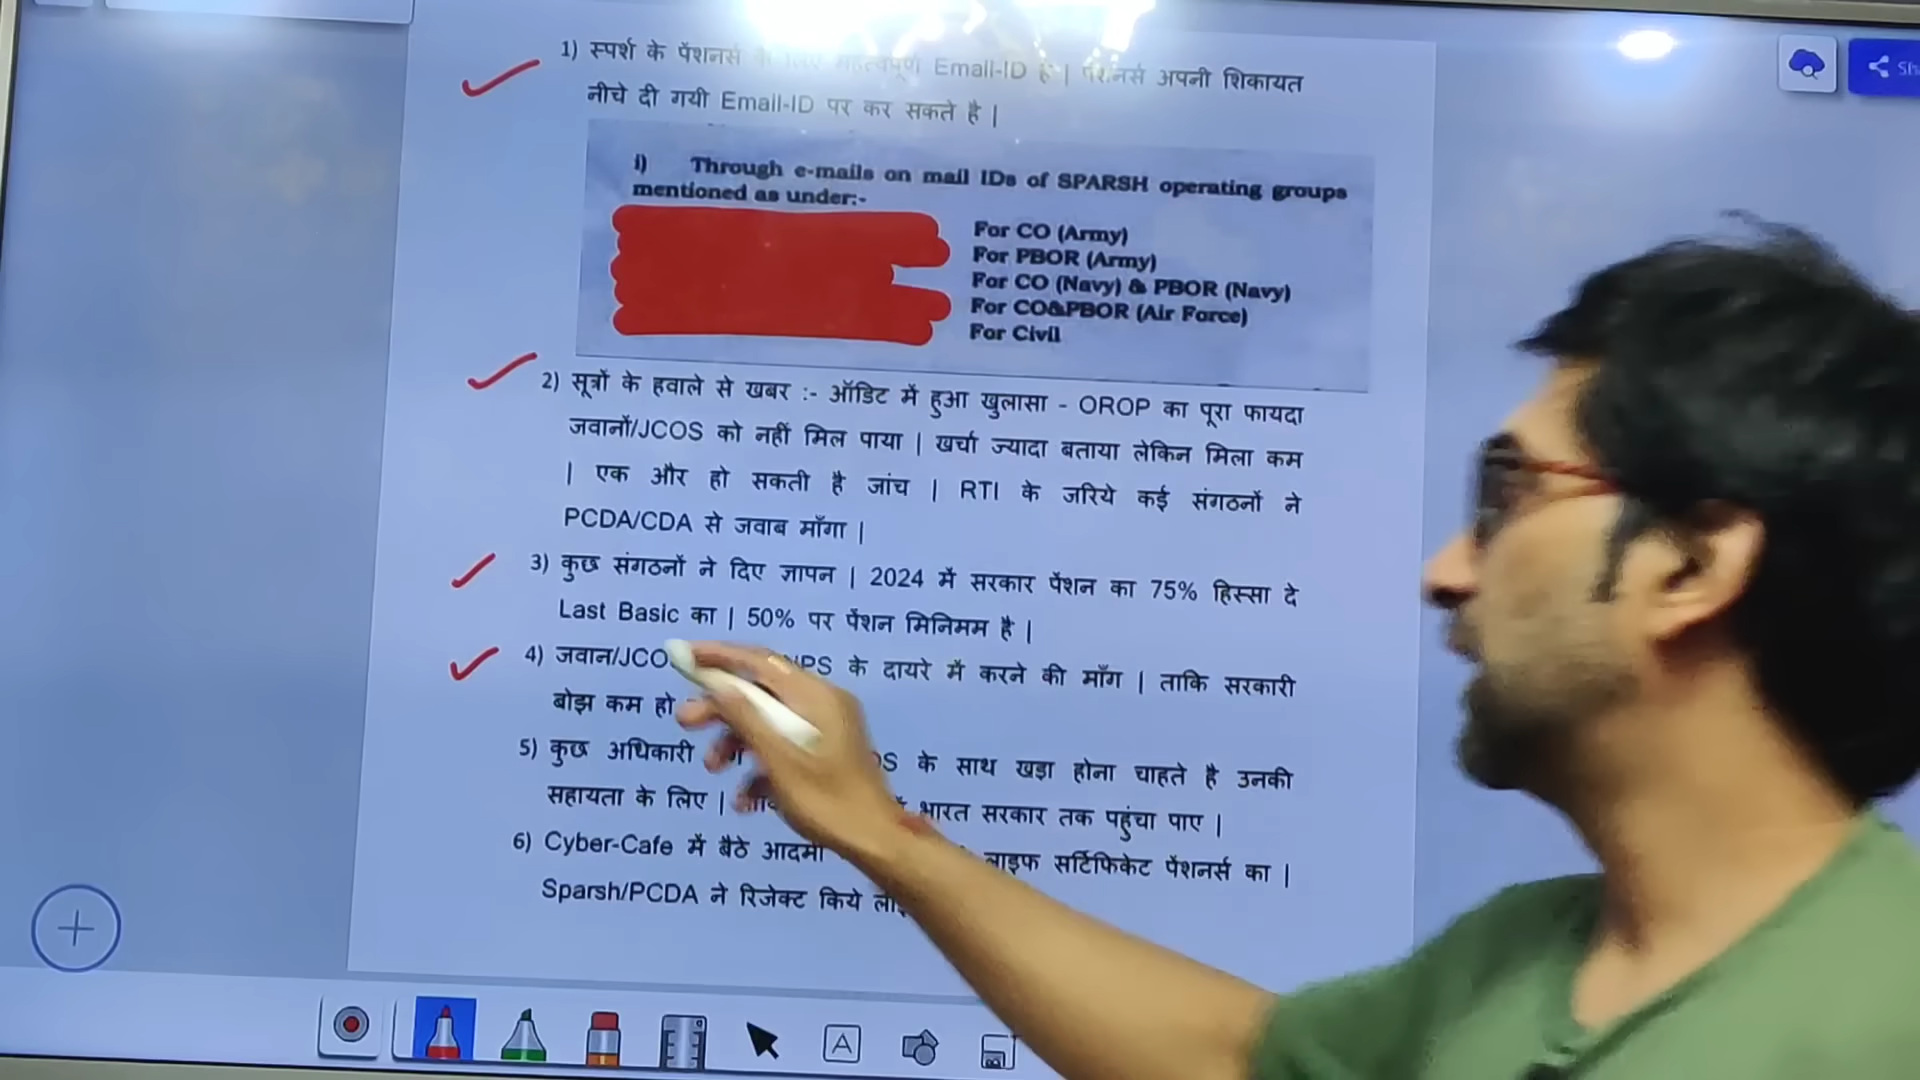 1) स्पर्श के पेंशनर्स के लिए महत्वपूर्ण Email-ID है | पेंशनर्स अपनी शिकायत
नीचे दी गयी Email-ID पर कर सकते है |
i) Through e-mails on mail IDs of SPARSH operating groups
mentioned as under:-
For CO (Army)
For PBOR (Army)
For CO (Navy) & PBOR (Navy)
For CO&PBOR (Air Force)
For Civil
2) सूत्रों के हवाले से खबर :- ऑडिट में हुआ खुलासा - OROP का पूरा फायदा
जवानों/JCOS को नहीं मिल पाया | खर्चा ज्यादा बताया लेकिन मिला कम
| एक और हो सकती है जांच | RTI के जरिये कई संगठनों ने
PCDA/CDA से जवाब माँगा |
3) कुछ संगठनों ने दिए ज्ञापन | 2024 में सरकार पेंशन का 75% हिस्सा दे
Last Basic का | 50% पर पेंशन मिनिमम है |
4) जवान/JCO NPS के दायरे में करने की माँग | ताकि सरकारी
बोझ कम हो
5) कुछ अधिकारी के साथ खड़ा होना चाहते है उनकी
सहायता के लिए | भारत सरकार तक पहुंचा पाए |
6) Cyber-Cafe में बैठे आदमी लाइफ सर्टिफिकेट पेंशनर्स का |
Sparsh/PCDA ने रिजेक्ट किये
A